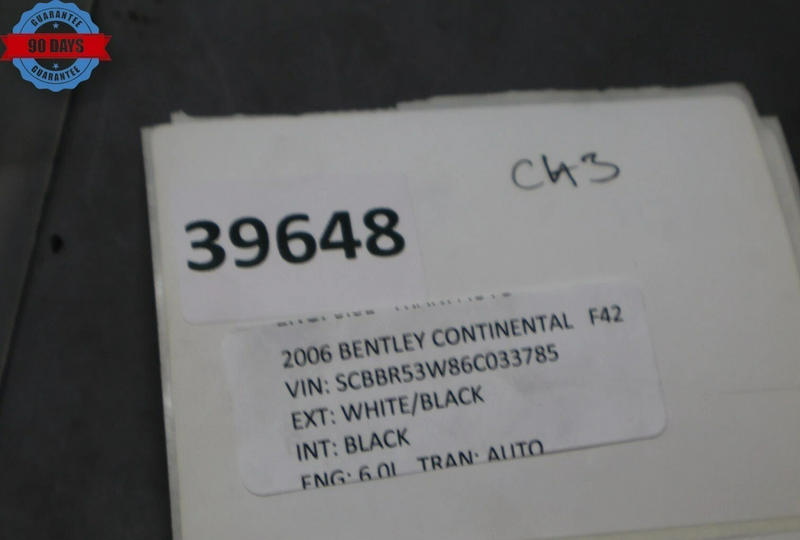 GUARANTEE
90 DAYS
GUARANTEE
CH3
39648
2006 BENTLEY CONTINENTAL F42
VIN: SCBBR53W86C033785
EXT: WHITE/BLACK
INT: BLACK
ENG: 6.0L TRAN: AUTO